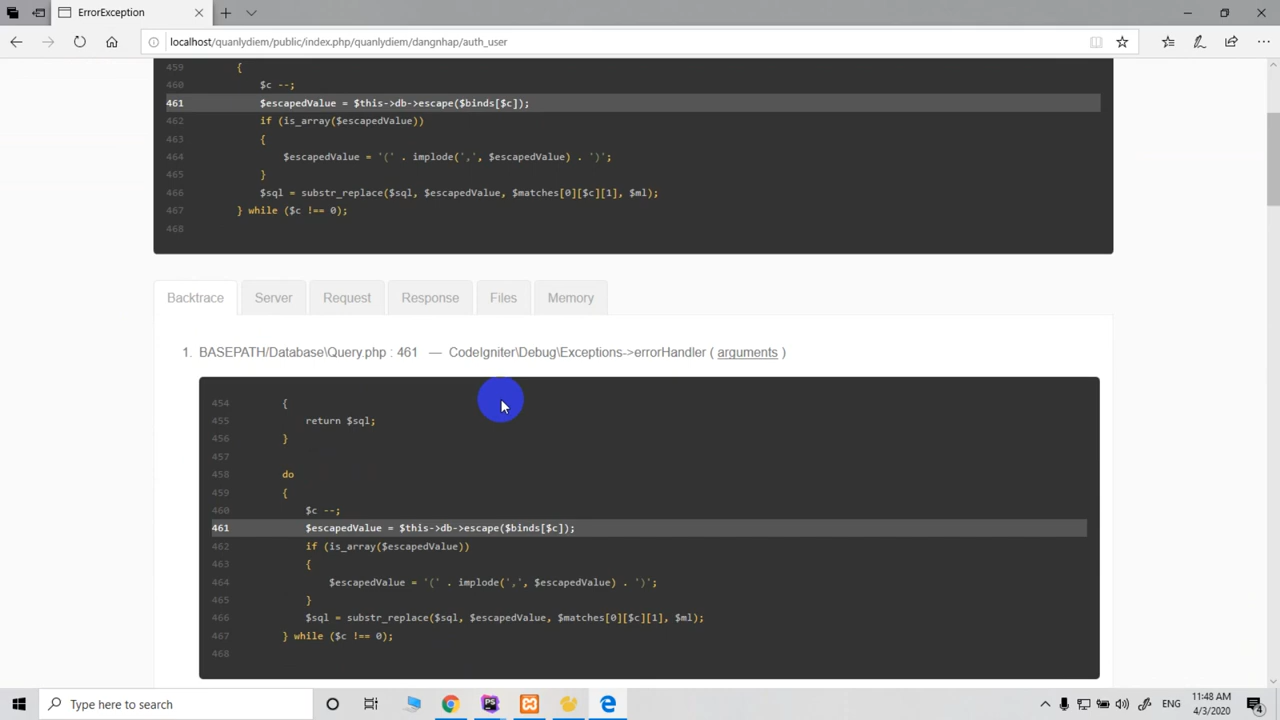 ErrorException
localhost/quanlydiem/public/index.php/quanlydiem/dangnhap/auth_user
459 {
460 $c --;
461 $escapedValue = $this->db->escape($binds[$c]);
462 if (is_array($escapedValue))
463 {
464 $escapedValue = '(' . implode(',', $escapedValue) . ')';
465 }
466 $sql = substr_replace($sql, $escapedValue, $matches[0][$c][1], $ml);
467 } while ($c !== 0);
468
Backtrace Server Request Response Files Memory
1. BASEPATH/Database\Query.php : 461 — CodeIgniter\Debug\Exceptions->errorHandler ( arguments )
454 {
455 return $sql;
456 }
457
458 do
459 {
460 $c --;
461 $escapedValue = $this->db->escape($binds[$c]);
462 if (is_array($escapedValue))
463 {
464 $escapedValue = '(' . implode(',', $escapedValue) . ')';
465 }
466 $sql = substr_replace($sql, $escapedValue, $matches[0][$c][1], $ml);
467 } while ($c !== 0);
468
Type here to search
PS
ENG
11:48 AM
4/3/2020
4